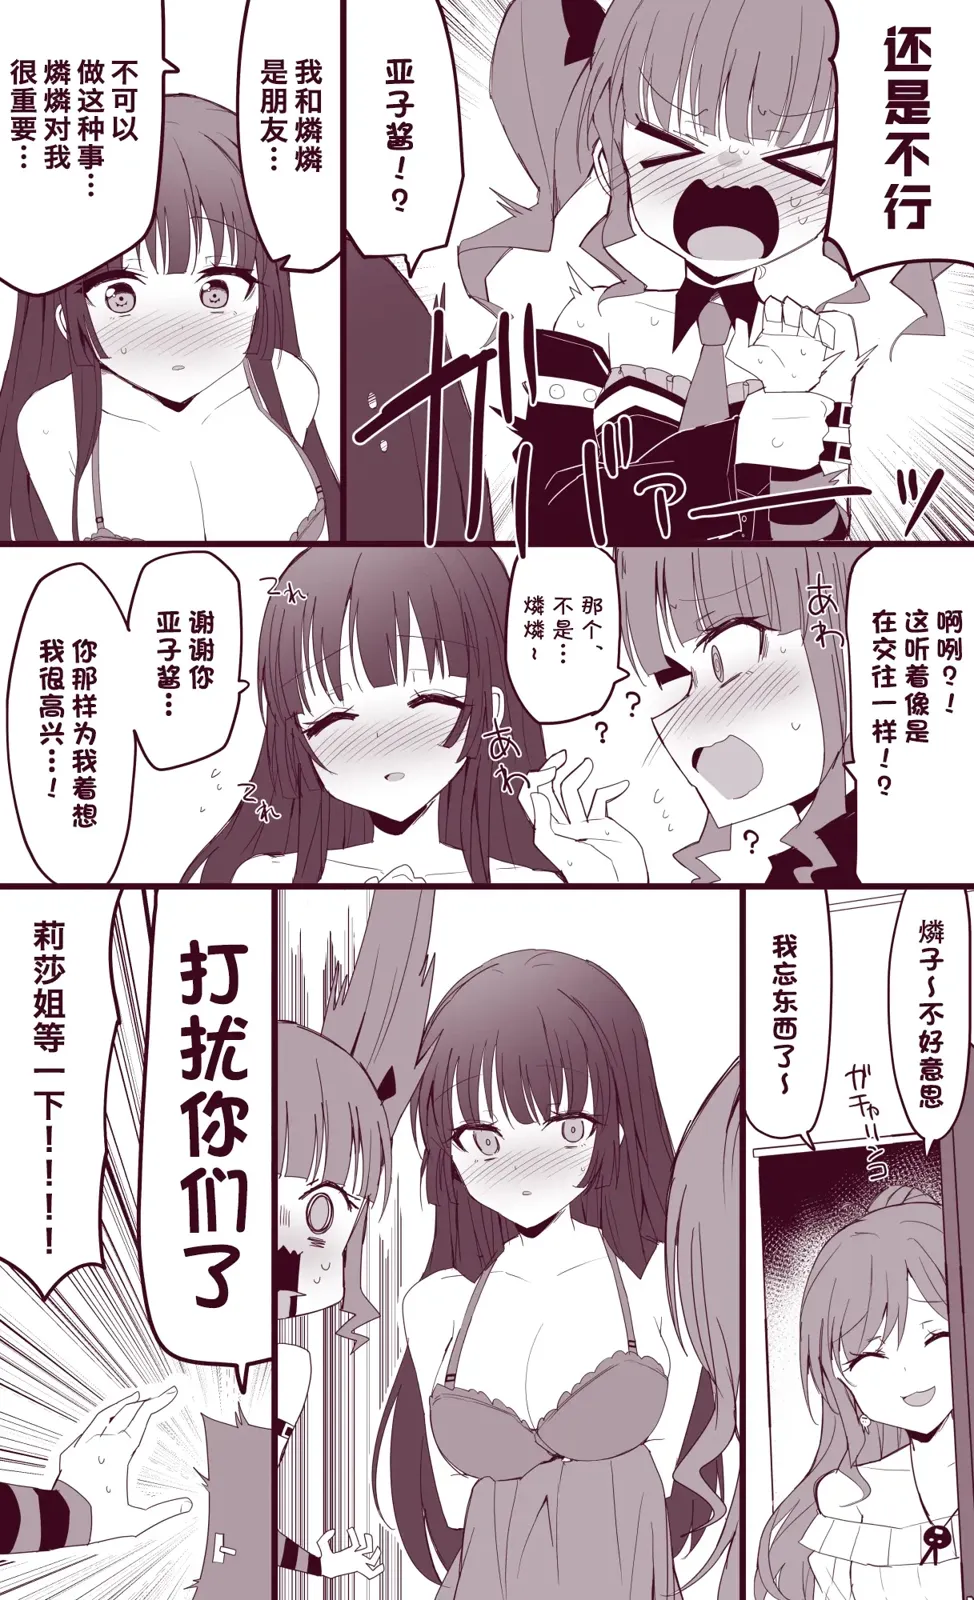 还是不行
亚子酱!?
ガ゙ァーーッ
我和燐燐
是朋友…
不可以
做这种事…
燐燐对我
很重要…
啊咧?!
这听着像是
在交往一样!?
あわ
?
?
?
那个、
不是…
燐燐~
あわ
てれ
てれ
谢谢你
亚子酱…
你那样为我着想
我很高兴…!
燐子~不好意思
我忘东西了~
ガチャリンコ
打扰你们了
莉莎姐等一下!!!!!